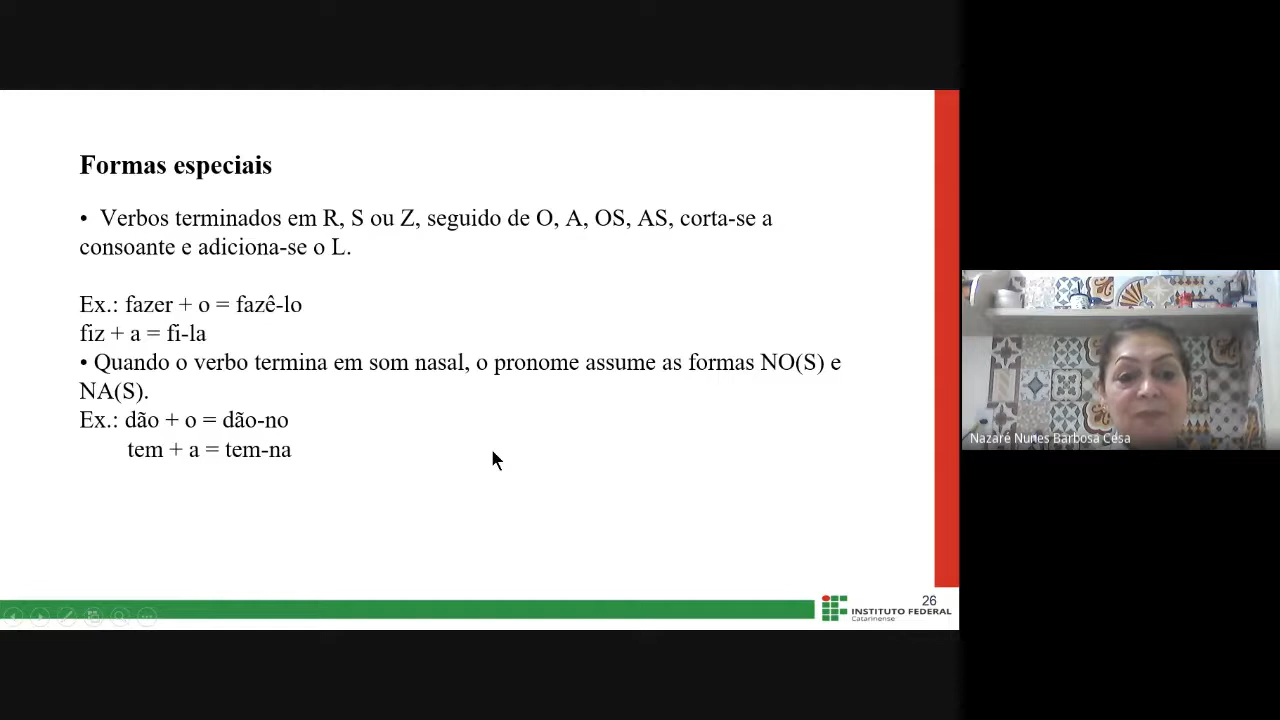 Formas especiais
• Verbos terminados em R, S ou Z, seguido de O, A, OS, AS, corta-se a
consoante e adiciona-se o L.
Ex.: fazer + o = fazê-lo
fiz + a = fi-la
• Quando o verbo termina em som nasal, o pronome assume as formas NO(S) e
NA(S).
Ex.: dão + o = dão-no
tem + a = tem-na
26
INSTITUTO FEDERAL
Catarinense
Nazaré Nunes Barbosa Césa